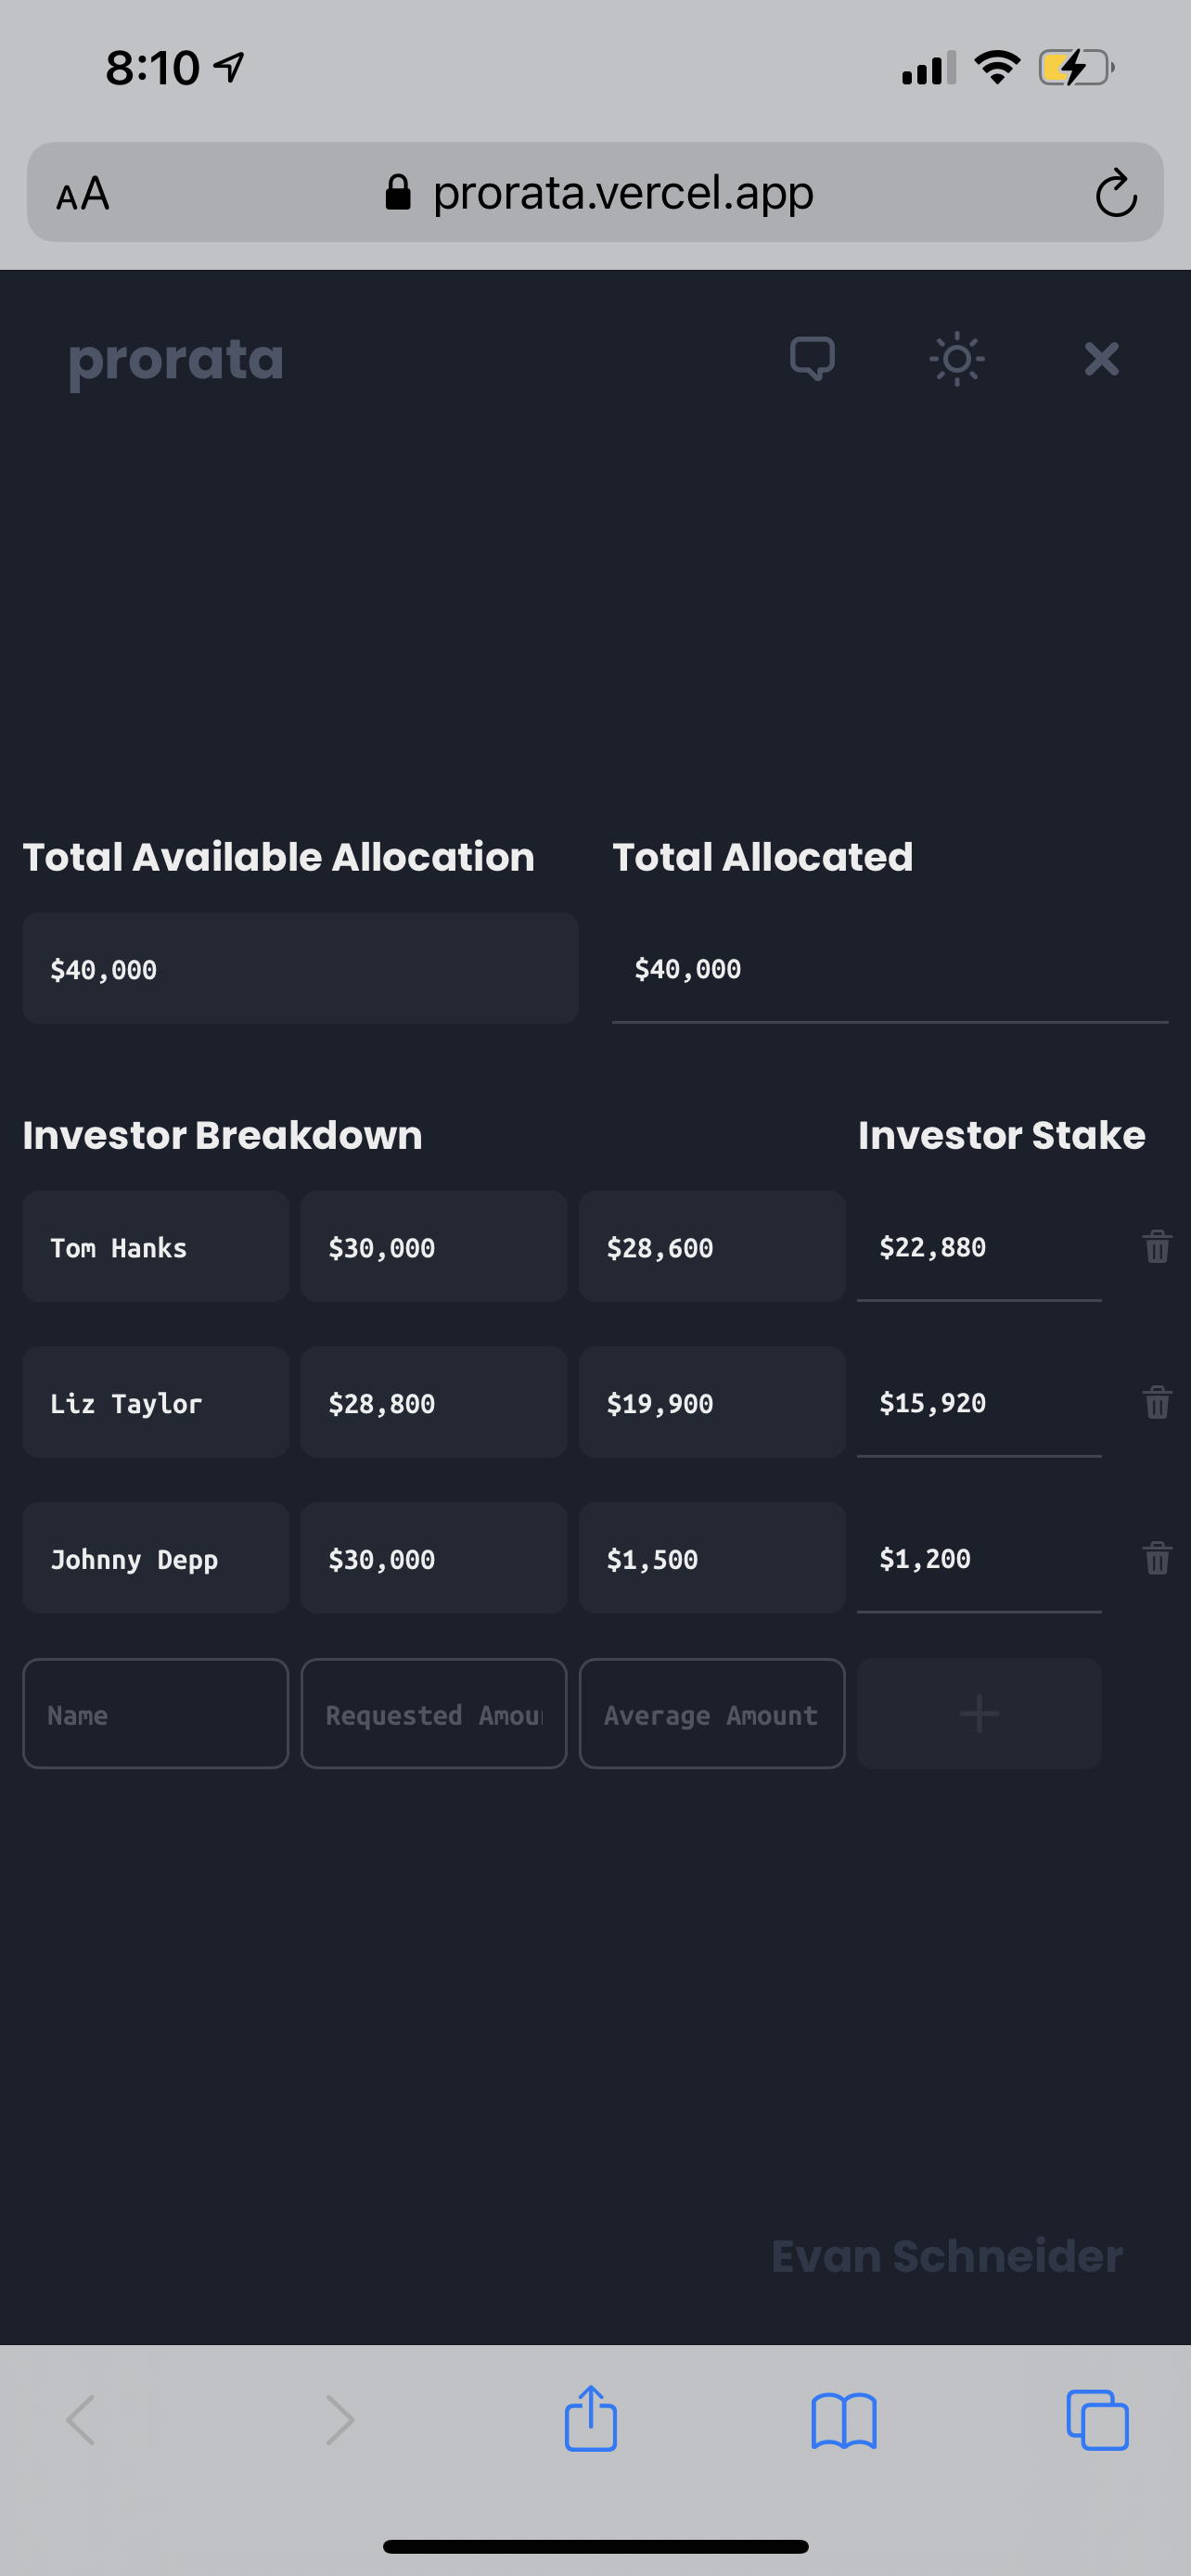 8:10
AA prorata.vercel.app
prorata
Total Available Allocation Total Allocated
$40,000 $40,000
Investor Breakdown Investor Stake
Tom Hanks $30,000 $28,600 $22,880
Liz Taylor $28,800 $19,900 $15,920
Johnny Depp $30,000 $1,500 $1,200
Name Requested Amou Average Amount +
Evan Schneider